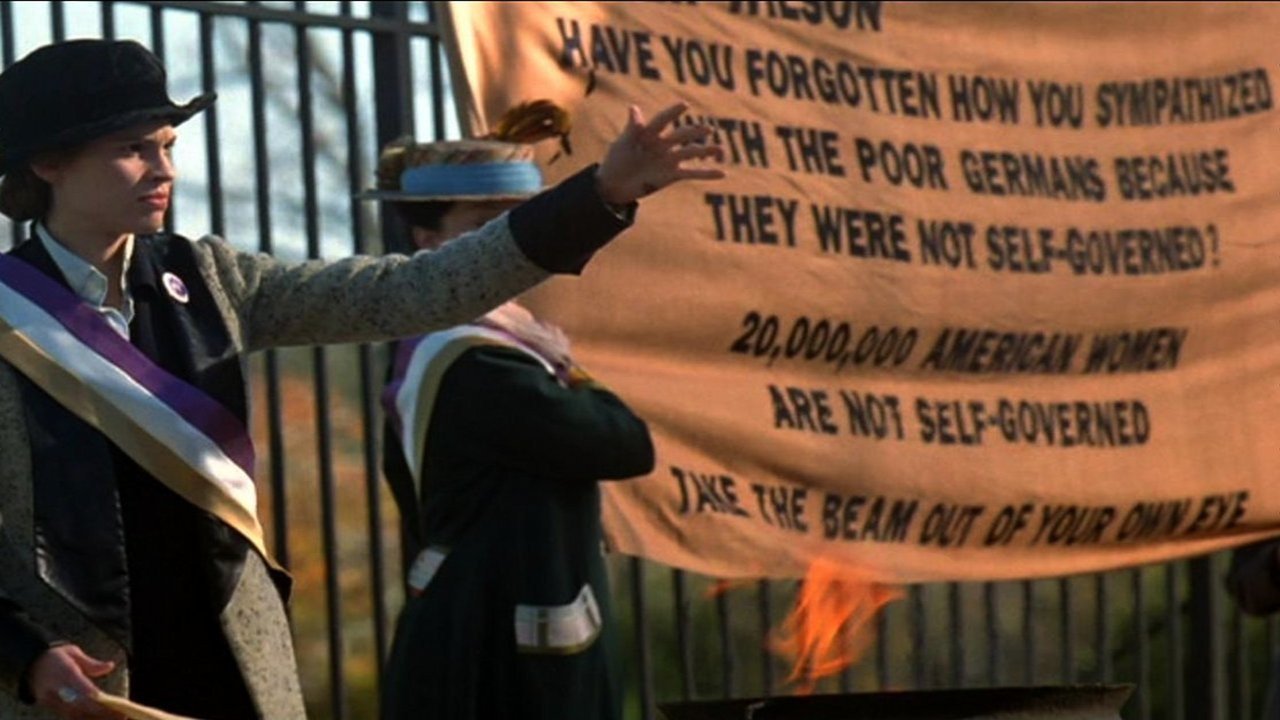 WILSON
HAVE YOU FORGOTTEN HOW YOU SYMPATHIZED
WITH THE POOR GERMANS BECAUSE
THEY WERE NOT SELF-GOVERNED?
20,000,000 AMERICAN WOMEN
ARE NOT SELF-GOVERNED
TAKE THE BEAM OUT OF YOUR OWN EYE